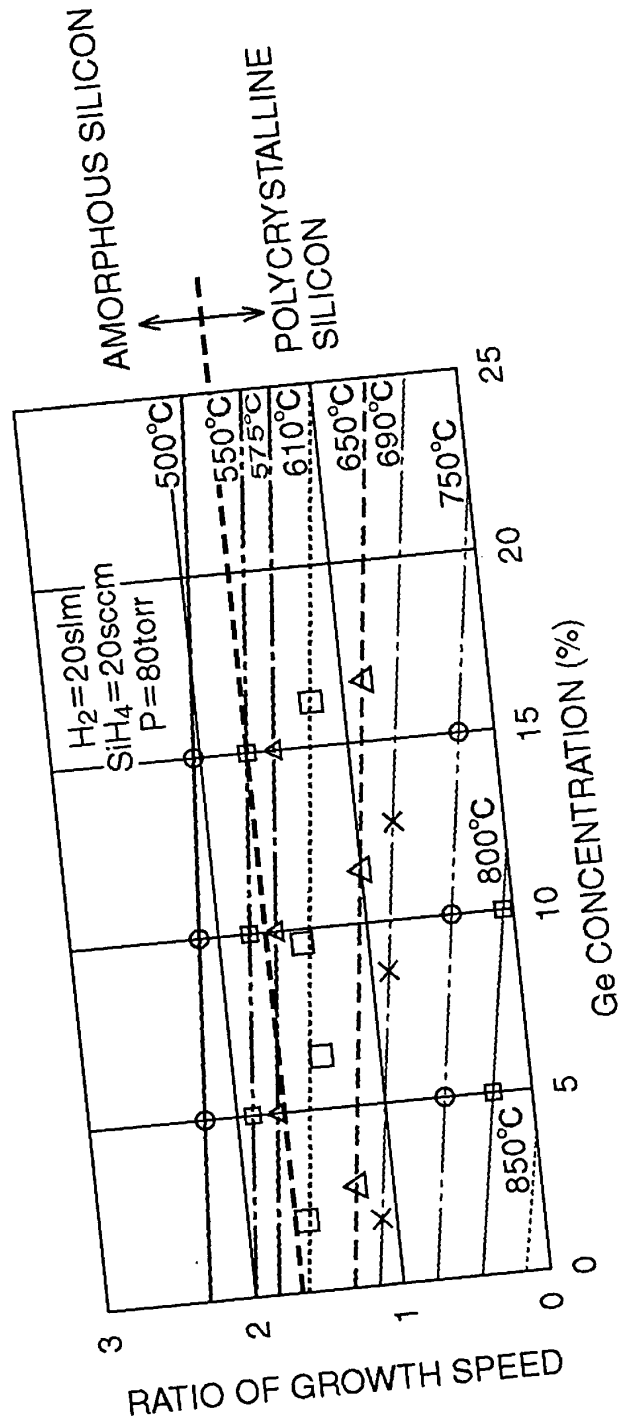 AMORPHOUS SILICON
POLYCRYSTALLINE
SILICON
H2=20slm
SiH4=20sccm
P=80torr
500°C
550°C
575°C
610°C
650°C
690°C
750°C
800°C
850°C
3
2
1
0
0
5
10
15
20
25
RATIO OF GROWTH SPEED
Ge CONCENTRATION (%)